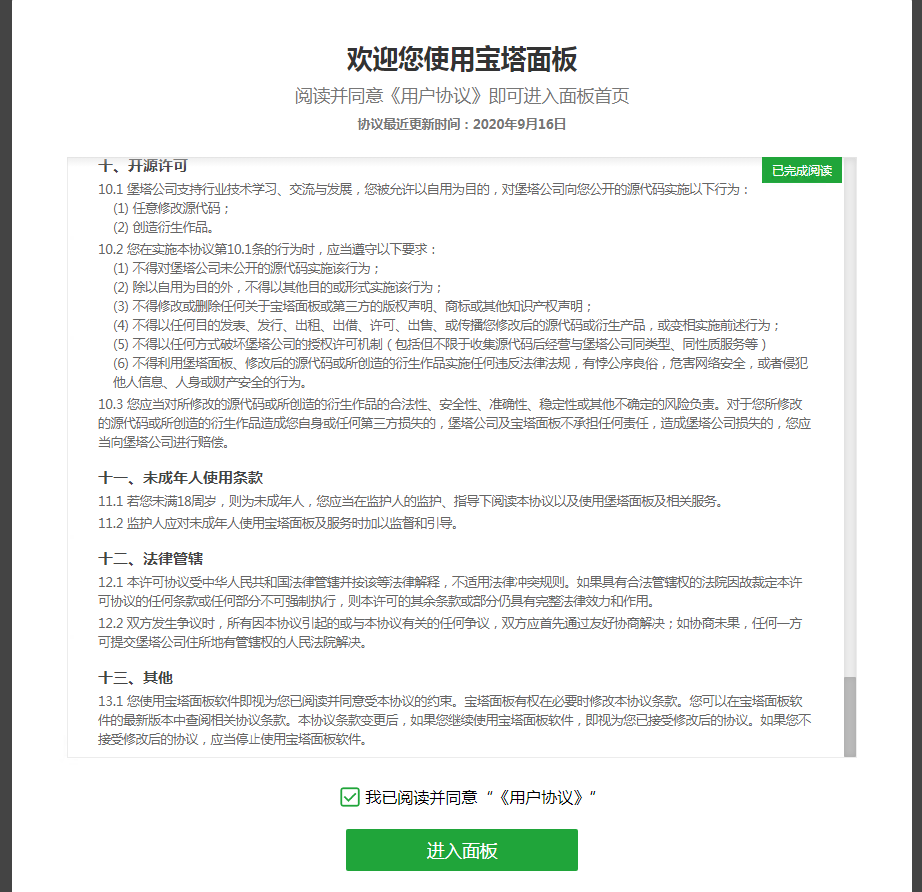 欢迎您使用宝塔面板
阅读并同意《用户协议》即可进入面板首页
协议最近更新时间：2020年9月16日
十、开源许可
已完成阅读
10.1 堡塔公司支持行业技术学习、交流与发展，您被允许以自用为目的，对堡塔公司向您公开的源代码实施以下行为：
(1) 任意修改源代码；
(2) 创造衍生作品。
10.2 您在实施本协议第10.1条的行为时，应当遵守以下要求：
(1) 不得对堡塔公司未公开的源代码实施该行为；
(2) 除以自用为目的外，不得以其他目的或形式实施该行为；
(3) 不得修改或删除任何关于宝塔面板或第三方的版权声明、商标或其他知识产权声明；
(4) 不得以任何目的发表、发行、出租、出借、许可、出售、或传播您修改后的源代码或衍生产品，或变相实施前述行为；
(5) 不得以任何方式破坏堡塔公司的授权许可机制（包括但不限于收集源代码后经营与堡塔公司同类型、同性质服务等）
(6) 不得利用堡塔面板、修改后的源代码或所创造的衍生作品实施任何违反法律法规，有悖公序良俗，危害网络安全，或者侵犯
他人信息、人身或财产安全的行为。
10.3 您应当对所修改的源代码或所创造的衍生作品的合法性、安全性、准确性、稳定性或其他不确定的风险负责。对于您所修改
的源代码或所创造的衍生作品造成您自身或任何第三方损失的，堡塔公司及宝塔面板不承担任何责任，造成堡塔公司损失的，您应
当向堡塔公司进行赔偿。
十一、未成年人使用条款
11.1 若您未满18周岁，则为未成年人，您应当在监护人的监护、指导下阅读本协议以及使用堡塔面板及相关服务。
11.2 监护人应对未成年人使用宝塔面板及服务时加以监督和引导。
十二、法律管辖
12.1 本许可协议受中华人民共和国法律管辖并按该等法律解释，不适用法律冲突规则。如果具有合法管辖权的法院因故裁定本许
可协议的任何条款或任何部分不可强制执行，则本许可的其余条款或部分仍具有完整法律效力和作用。
12.2 双方发生争议时，所有因本协议引起的或与本协议有关的任何争议，双方应首先通过友好协商解决；如协商未果，任何一方
可提交堡塔公司住所地有管辖权的人民法院解决。
十三、其他
13.1 您使用宝塔面板软件即视为您已阅读并同意受本协议的约束。宝塔面板有权在必要时修改本协议条款。您可以在宝塔面板软
件的最新版本中查阅相关协议条款。本协议条款变更后，如果您继续使用宝塔面板软件，即视为您已接受修改后的协议。如果您不
接受修改后的协议，应当停止使用宝塔面板软件。
我已阅读并同意“《用户协议》”
进入面板